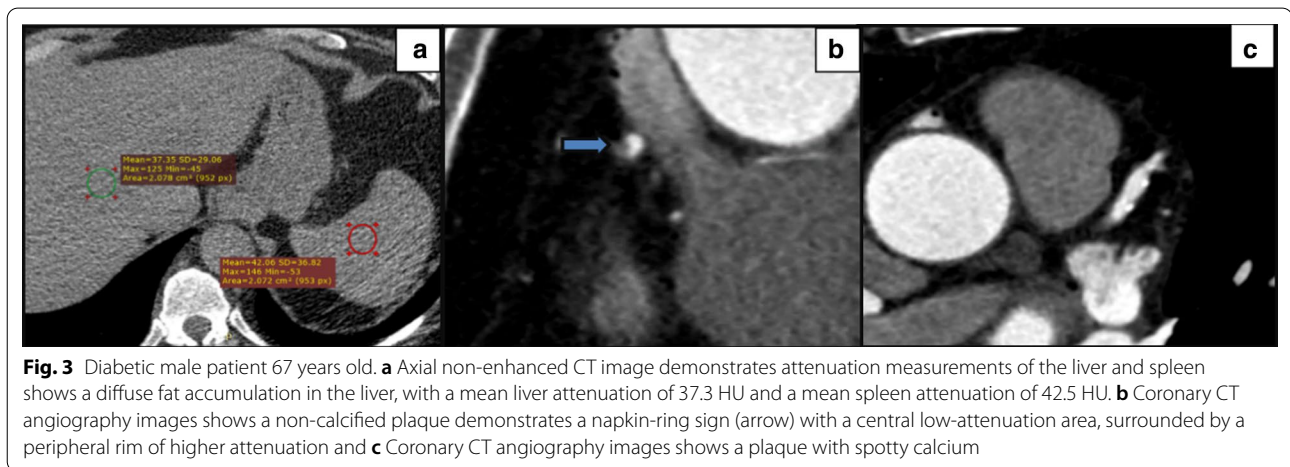 a
b
c
Mean=37.35 SD=29.06
Max=125 Min=-45
Area=2.078 cm² (952 px)
Mean=42.06 SD=36.82
Max=146 Min=-53
Area=2.072 cm² (953 px)
Fig. 3 Diabetic male patient 67 years old. a Axial non-enhanced CT image demonstrates attenuation measurements of the liver and spleen
shows a diffuse fat accumulation in the liver, with a mean liver attenuation of 37.3 HU and a mean spleen attenuation of 42.5 HU. b Coronary CT
angiography images shows a non-calcified plaque demonstrates a napkin-ring sign (arrow) with a central low-attenuation area, surrounded by a
peripheral rim of higher attenuation and c Coronary CT angiography images shows a plaque with spotty calcium